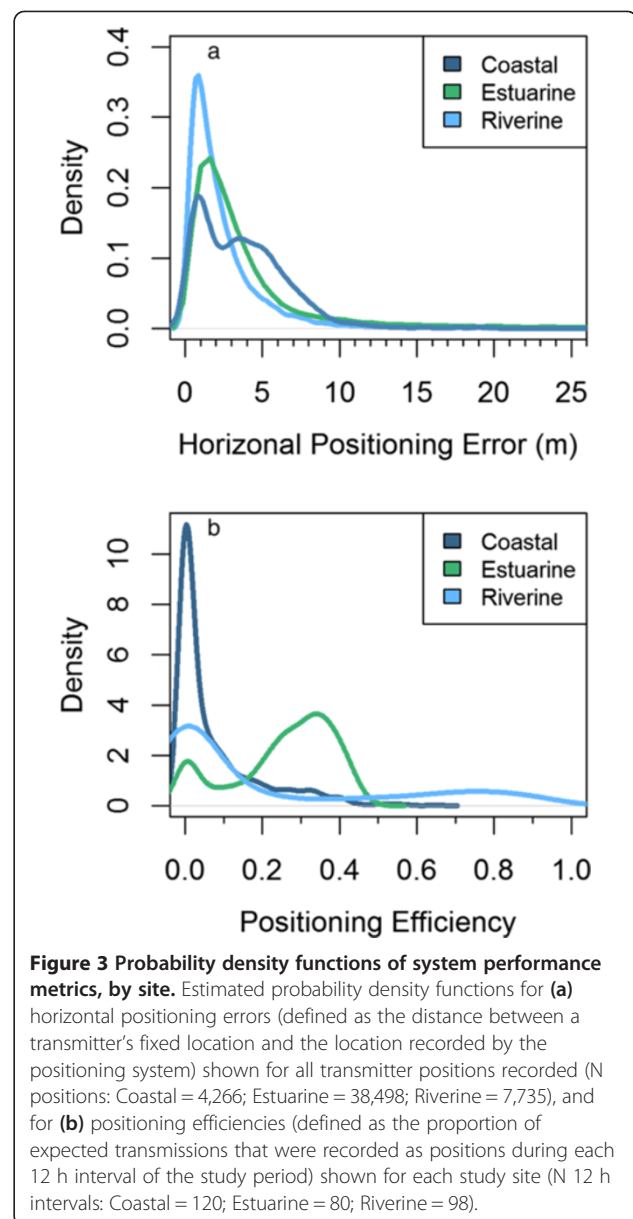 a
Coastal
Estuarine
Riverine
Density
0.4
0.3
0.2
0.1
0.0
0 5 10 15 20 25
Horizonal Positioning Error (m)
b
Coastal
Estuarine
Riverine
Density
10
8
6
4
2
0
0.0 0.2 0.4 0.6 0.8 1.0
Positioning Efficiency
Figure 3 Probability density functions of system performance
metrics, by site. Estimated probability density functions for (a)
horizontal positioning errors (defined as the distance between a
transmitter's fixed location and the location recorded by the
positioning system) shown for all transmitter positions recorded (N
positions: Coastal = 4,266; Estuarine = 38,498; Riverine = 7,735), and
for (b) positioning efficiencies (defined as the proportion of
expected transmissions that were recorded as positions during each
12 h interval of the study period) shown for each study site (N 12 h
intervals: Coastal = 120; Estuarine = 80; Riverine = 98).